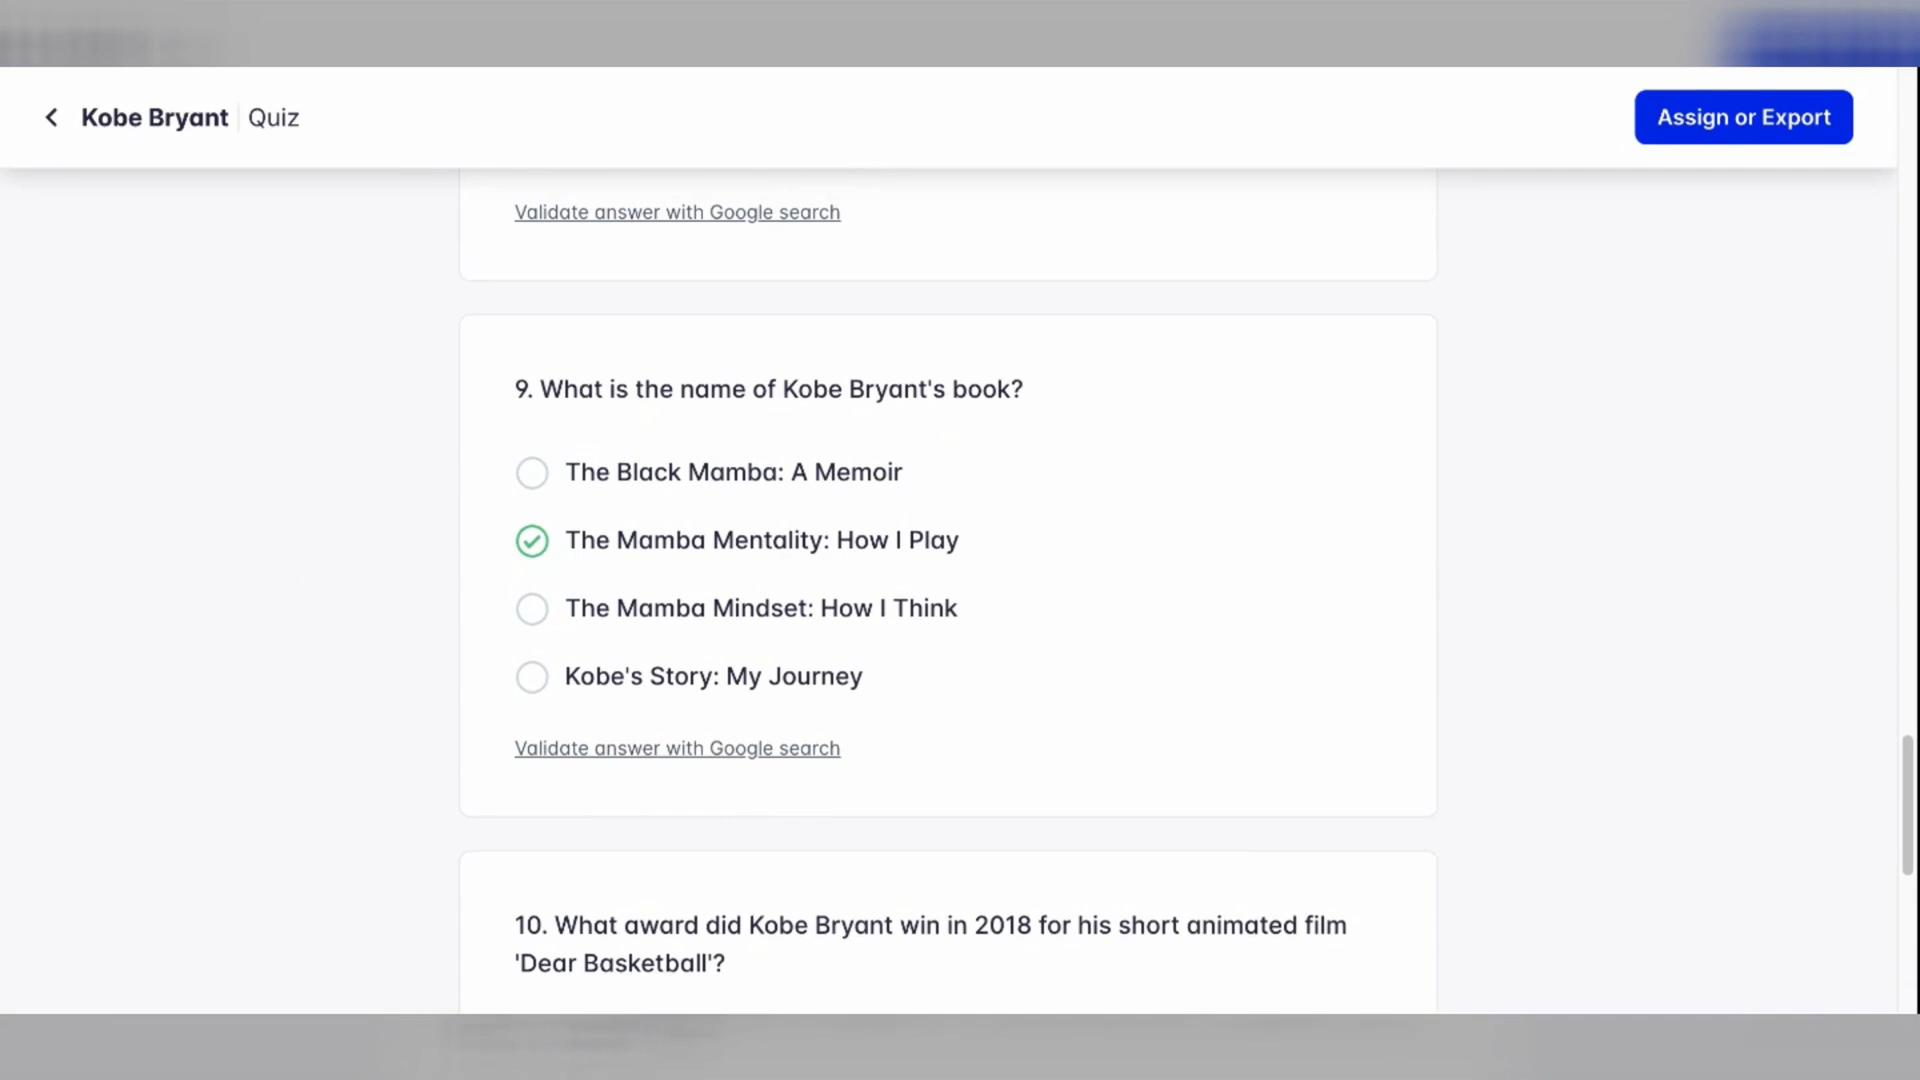 Kobe Bryant Quiz
Assign or Export
Validate answer with Google search
9. What is the name of Kobe Bryant's book?
The Black Mamba: A Memoir
The Mamba Mentality: How I Play
The Mamba Mindset: How I Think
Kobe's Story: My Journey
Validate answer with Google search
10. What award did Kobe Bryant win in 2018 for his short animated film
'Dear Basketball'?